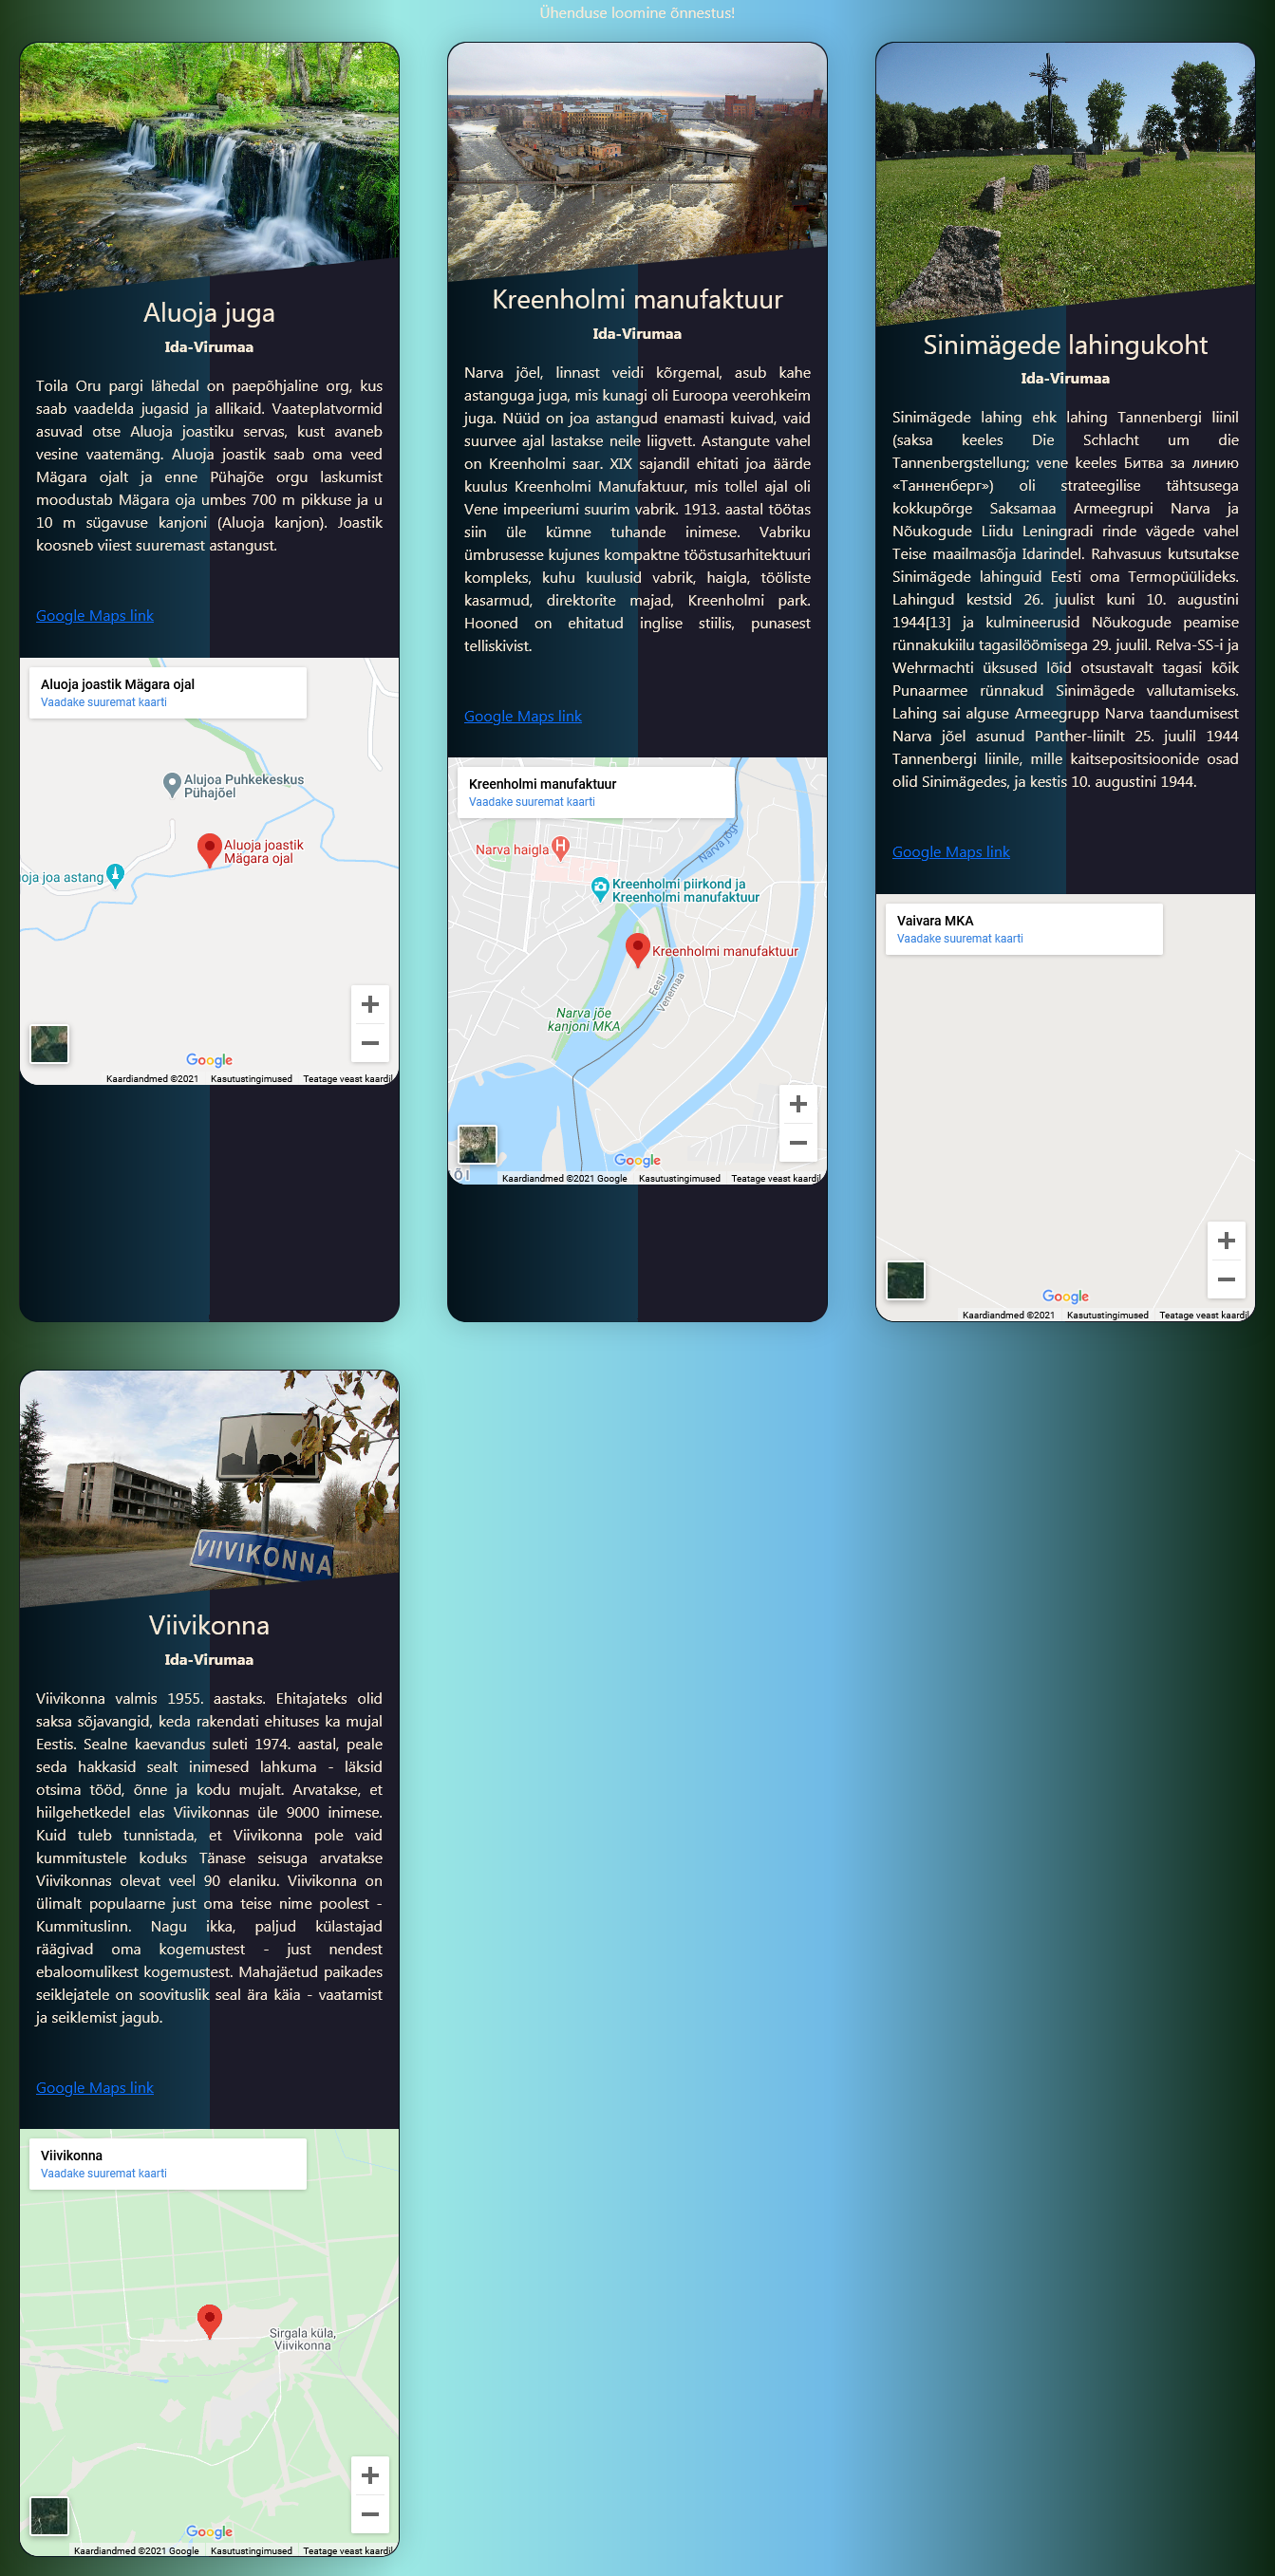 Ühenduse loomine õnnestus!
Aluoja juga
Ida-Virumaa
Toila Oru pargi lähedal on paepõhjaline org, kus
saab vaadelda jugasid ja allikaid. Vaateplatvormid
asuvad otse Aluoja joastiku servas, kust avaneb
vesine vaatemäng. Aluoja joastik saab oma veed
Mägara ojalt ja enne Pühajõe orgu laskumist
moodustab Mägara oja umbes 700 m pikkuse ja u
10 m sügavuse kanjoni (Aluoja kanjon). Joastik
koosneb viiest suuremast astangust.
Google Maps link
Aluoja joastik Mägara ojal
Vaadake suuremat kaarti
Alujoa Puhkekeskus
Pühajõel
Aluoja joastik
Mägara ojal
oja joa astang
Google
Kaardiandmed ©2021 Kasutustingimused Teatage veast kaardil
Kreenholmi manufaktuur
Ida-Virumaa
Narva jõel, linnast veidi kõrgemal, asub kahe
astanguga juga, mis kunagi oli Euroopa veerohkeim
juga. Nüüd on joa astangud enamasti kuivad, vaid
suurvee ajal lastakse neile liigvett. Astangute vahel
on Kreenholmi saar. XIX sajandil ehitati joa äärde
kuulus Kreenholmi Manufaktuur, mis tollel ajal oli
Vene impeeriumi suurim vabrik. 1913. aastal töötas
siin üle kümne tuhande inimese. Vabriku
ümbrusesse kujunes kompaktne tööstusarhitektuuri
kompleks, kuhu kuulusid vabrik, haigla, tööliste
kasarmud, direktorite majad, Kreenholmi park.
Hooned on ehitatud inglise stiilis, punasest
telliskivist.
Google Maps link
Kreenholmi manufaktuur
Vaadake suuremat kaarti
Narva jõgi
Narva haigla
H
Kreenholmi piirkond ja
Kreenholmi manufaktuur
Kreenholmi manufaktuur
Eesti
Venemaa
Narva jõe
kanjoni MKA
Google
ÕI
Kaardiandmed ©2021 Google Kasutustingimused Teatage veast kaardil
Sinimägede lahingukoht
Ida-Virumaa
Sinimägede lahing ehk lahing Tannenbergi liinil
(saksa keeles Die Schlacht um die
Tannenbergstellung; vene keeles Битва за линию
«Танненберг») oli strateegilise tähtsusega
kokkupõrge Saksamaa Armeegrupi Narva ja
Nõukogude Liidu Leningradi rinde vägede vahel
Teise maailmasõja Idarindel. Rahvasuus kutsutakse
Sinimägede lahinguid Eesti oma Termopüülideks.
Lahingud kestsid 26. juulist kuni 10. augustini
1944[13] ja kulmineerusid Nõukogude peamise
rünnakukiilu tagasilöömisega 29. juulil. Relva-SS-i ja
Wehrmachti üksused lõid otsustavalt tagasi kõik
Punaarmee rünnakud Sinimägede vallutamiseks.
Lahing sai alguse Armeegrupp Narva taandumisest
Narva jõel asunud Panther-liinilt 25. juulil 1944
Tannenbergi liinile, mille kaitsepositsioonide osad
olid Sinimägedes, ja kestis 10. augustini 1944.
Google Maps link
Vaivara MKA
Vaadake suuremat kaarti
Google
Kaardiandmed ©2021 Kasutustingimused Teatage veast kaardil
VIIVIKONNA
Viivikonna
Ida-Virumaa
Viivikonna valmis 1955. aastaks. Ehitajateks olid
saksa sõjavangid, keda rakendati ehituses ka mujal
Eestis. Sealne kaevandus suleti 1974. aastal, peale
seda hakkasid sealt inimesed lahkuma - läksid
otsima tööd, õnne ja kodu mujalt. Arvatakse, et
hiilgehetkedel elas Viivikonnas üle 9000 inimese.
Kuid tuleb tunnistada, et Viivikonna pole vaid
kummitustele koduks Tänase seisuga arvatakse
Viivikonnas olevat veel 90 elaniku. Viivikonna on
ülimalt populaarne just oma teise nime poolest -
Kummituslinn. Nagu ikka, paljud külastajad
räägivad oma kogemustest - just nendest
ebaloomulikest kogemustest. Mahajäetud paikades
seiklejatele on soovituslik seal ära käia - vaatamist
ja seiklemist jagub.
Google Maps link
Viivikonna
Vaadake suuremat kaarti
Sirgala küla,
Viivikonna
Google
Kaardiandmed ©2021 Google Kasutustingimused Teatage veast kaardil